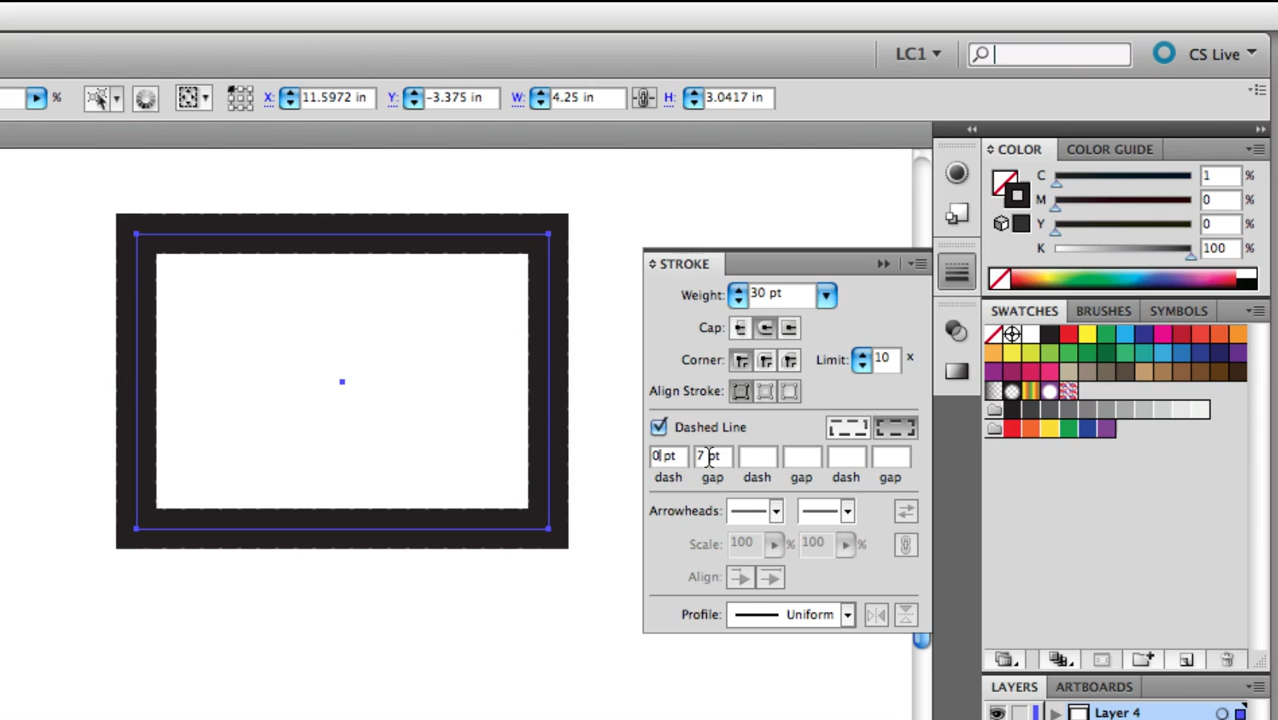 LC1
CS Live
%
X: 11.5972 in
Y: -3.375 in
W: 4.25 in
H: 3.0417 in
COLOR
COLOR GUIDE
C 1 %
M 0 %
Y 0 %
K 100 %
STROKE
Weight: 30 pt
Cap:
Corner:
Limit: 10 x
Align Stroke:
Dashed Line
0 pt
7 pt
dash gap dash gap dash gap
Arrowheads:
Scale: 100 % 100 %
Align:
Profile: Uniform
SWATCHES
BRUSHES
SYMBOLS
LAYERS
ARTBOARDS
Layer 4